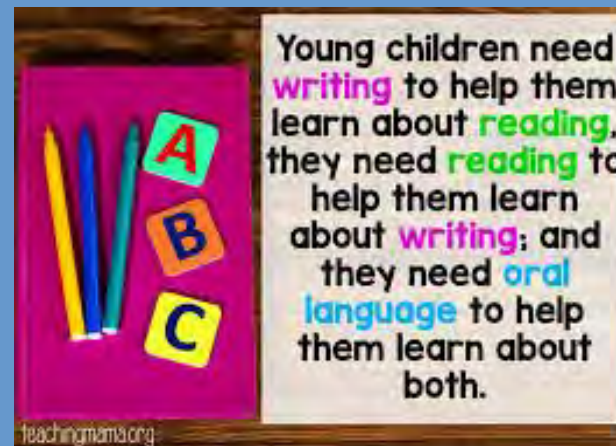 A
B
C
Young children need
writing to help them
learn about reading,
they need reading to
help them learn
about writing; and
they need oral
language to help
them learn about
both.
teachingmama.org